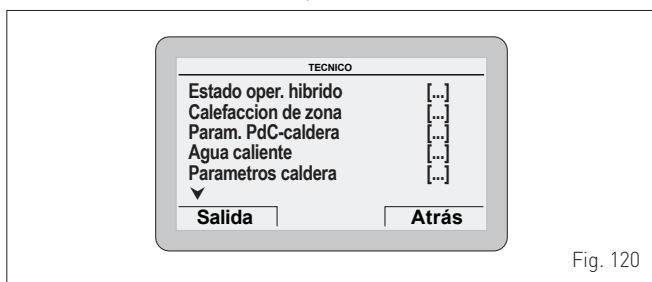 TECNICO
Estado oper. hibrido [...]
Calefaccion de zona [...]
Param. PdC-caldera [...]
Agua caliente [...]
Parametros caldera [...]
Salida Atrás
Fig. 120